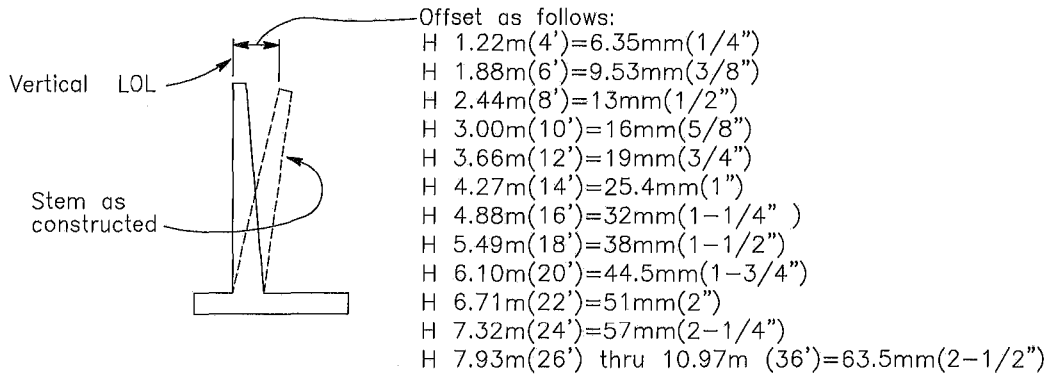 Offset as follows:
H 1.22m(4')=6.35mm(1/4")
H 1.88m(6')=9.53mm(3/8")
H 2.44m(8')=13mm(1/2")
H 3.00m(10')=16mm(5/8")
H 3.66m(12')=19mm(3/4")
H 4.27m(14')=25.4mm(1")
H 4.88m(16')=32mm(1-1/4" )
H 5.49m(18')=38mm(1-1/2")
H 6.10m(20')=44.5mm(1-3/4")
H 6.71m(22')=51mm(2")
H 7.32m(24')=57mm(2-1/4")
H 7.93m(26') thru 10.97m (36')=63.5mm(2-1/2")
Vertical LOL
Stem as
constructed